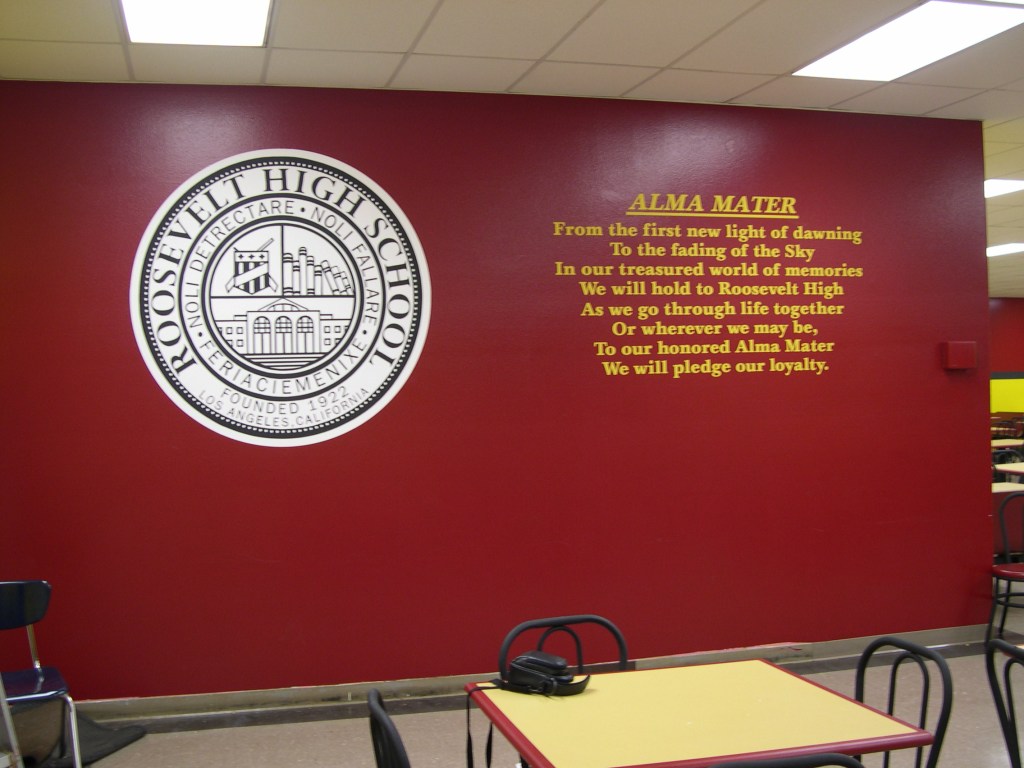 ROOSEVELT HIGH SCHOOL
NOLI DETRECTARE • NOLI FALLARE •
FERIACIEMENIXE •
FOUNDED 1922
LOS ANGELES, CALIFORNIA
ALMA MATER
From the first new light of dawning
To the fading of the Sky
In our treasured world of memories
We will hold to Roosevelt High
As we go through life together
Or wherever we may be,
To our honored Alma Mater
We will pledge our loyalty.